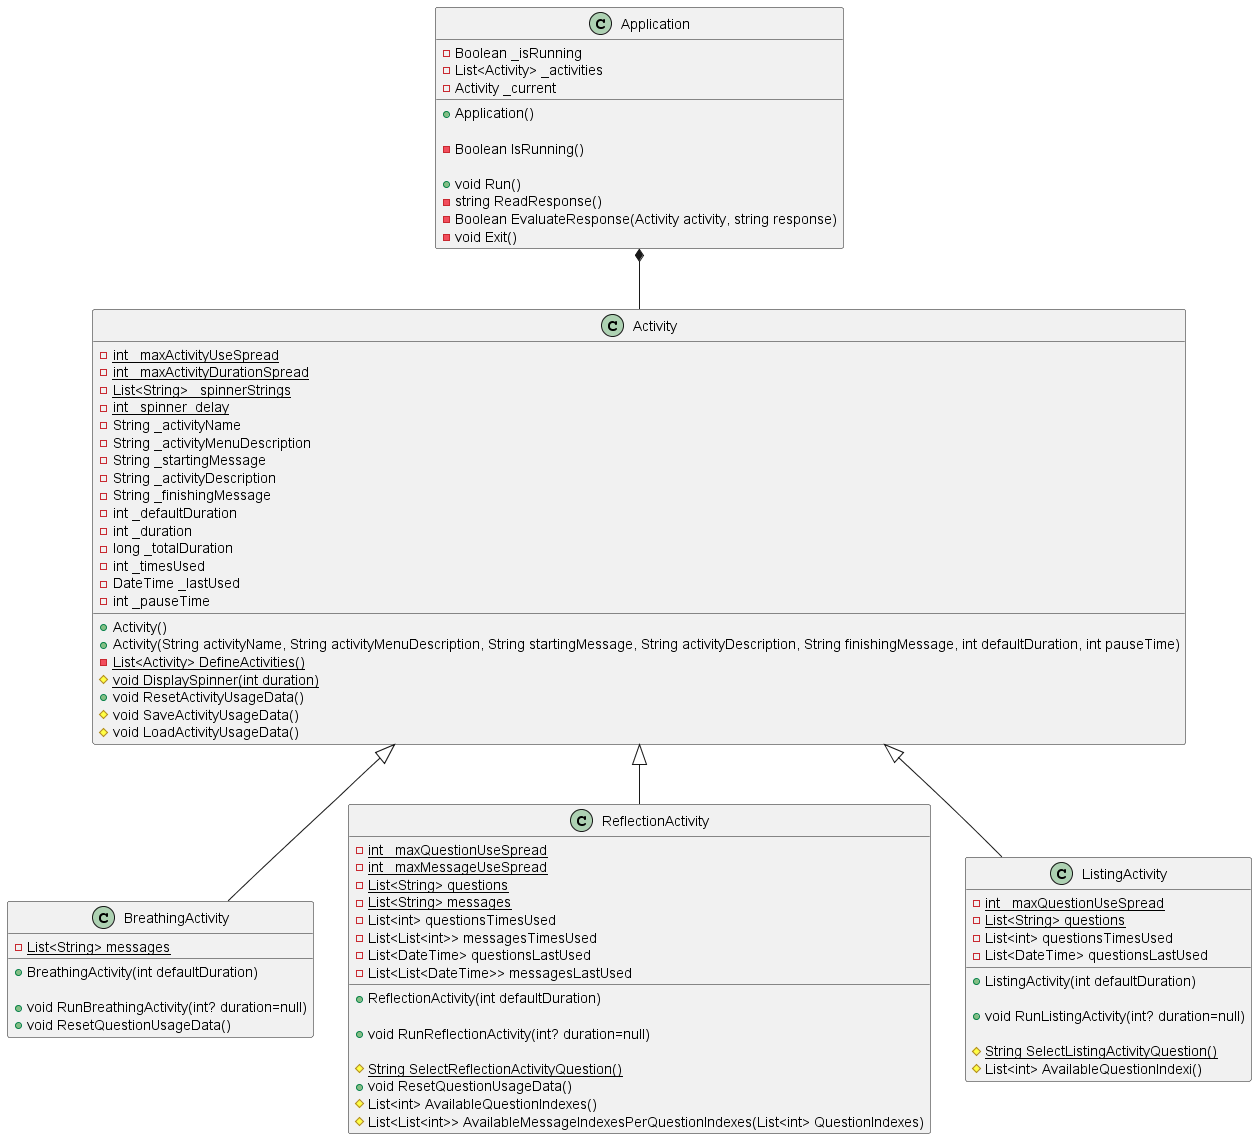 C Application
Boolean _isRunning
List<Activity> _activities
Activity _current
Application()
Boolean IsRunning()
void Run()
string ReadResponse()
Boolean EvaluateResponse(Activity activity, string response)
void Exit()
C Activity
int _maxActivityUseSpread
int _maxActivityDurationSpread
List<String> _spinnerStrings
int _spinner_delay
String _activityName
String _activityMenuDescription
String _startingMessage
String _activityDescription
String _finishingMessage
int _defaultDuration
int _duration
long _totalDuration
int _timesUsed
DateTime _lastUsed
int _pauseTime
Activity()
Activity(String activityName, String activityMenuDescription, String startingMessage, String activityDescription, String finishingMessage, int defaultDuration, int pauseTime)
List<Activity> DefineActivities()
void DisplaySpinner(int duration)
void ResetActivityUsageData()
void SaveActivityUsageData()
void LoadActivityUsageData()
C BreathingActivity
List<String> messages
BreathingActivity(int defaultDuration)
void RunBreathingActivity(int? duration=null)
void ResetQuestionUsageData()
C ReflectionActivity
int _maxQuestionUseSpread
int _maxMessageUseSpread
List<String> questions
List<String> messages
List<int> questionsTimesUsed
List<List<int>> messagesTimesUsed
List<DateTime> questionsLastUsed
List<List<DateTime>> messagesLastUsed
ReflectionActivity(int defaultDuration)
void RunReflectionActivity(int? duration=null)
String SelectReflectionActivityQuestion()
void ResetQuestionUsageData()
List<int> AvailableQuestionIndexes()
List<List<int>> AvailableMessageIndexesPerQuestionIndexes(List<int> QuestionIndexes)
C ListingActivity
int _maxQuestionUseSpread
List<String> questions
List<int> questionsTimesUsed
List<DateTime> questionsLastUsed
ListingActivity(int defaultDuration)
void RunListingActivity(int? duration=null)
String SelectListingActivityQuestion()
List<int> AvailableQuestionIndexi()